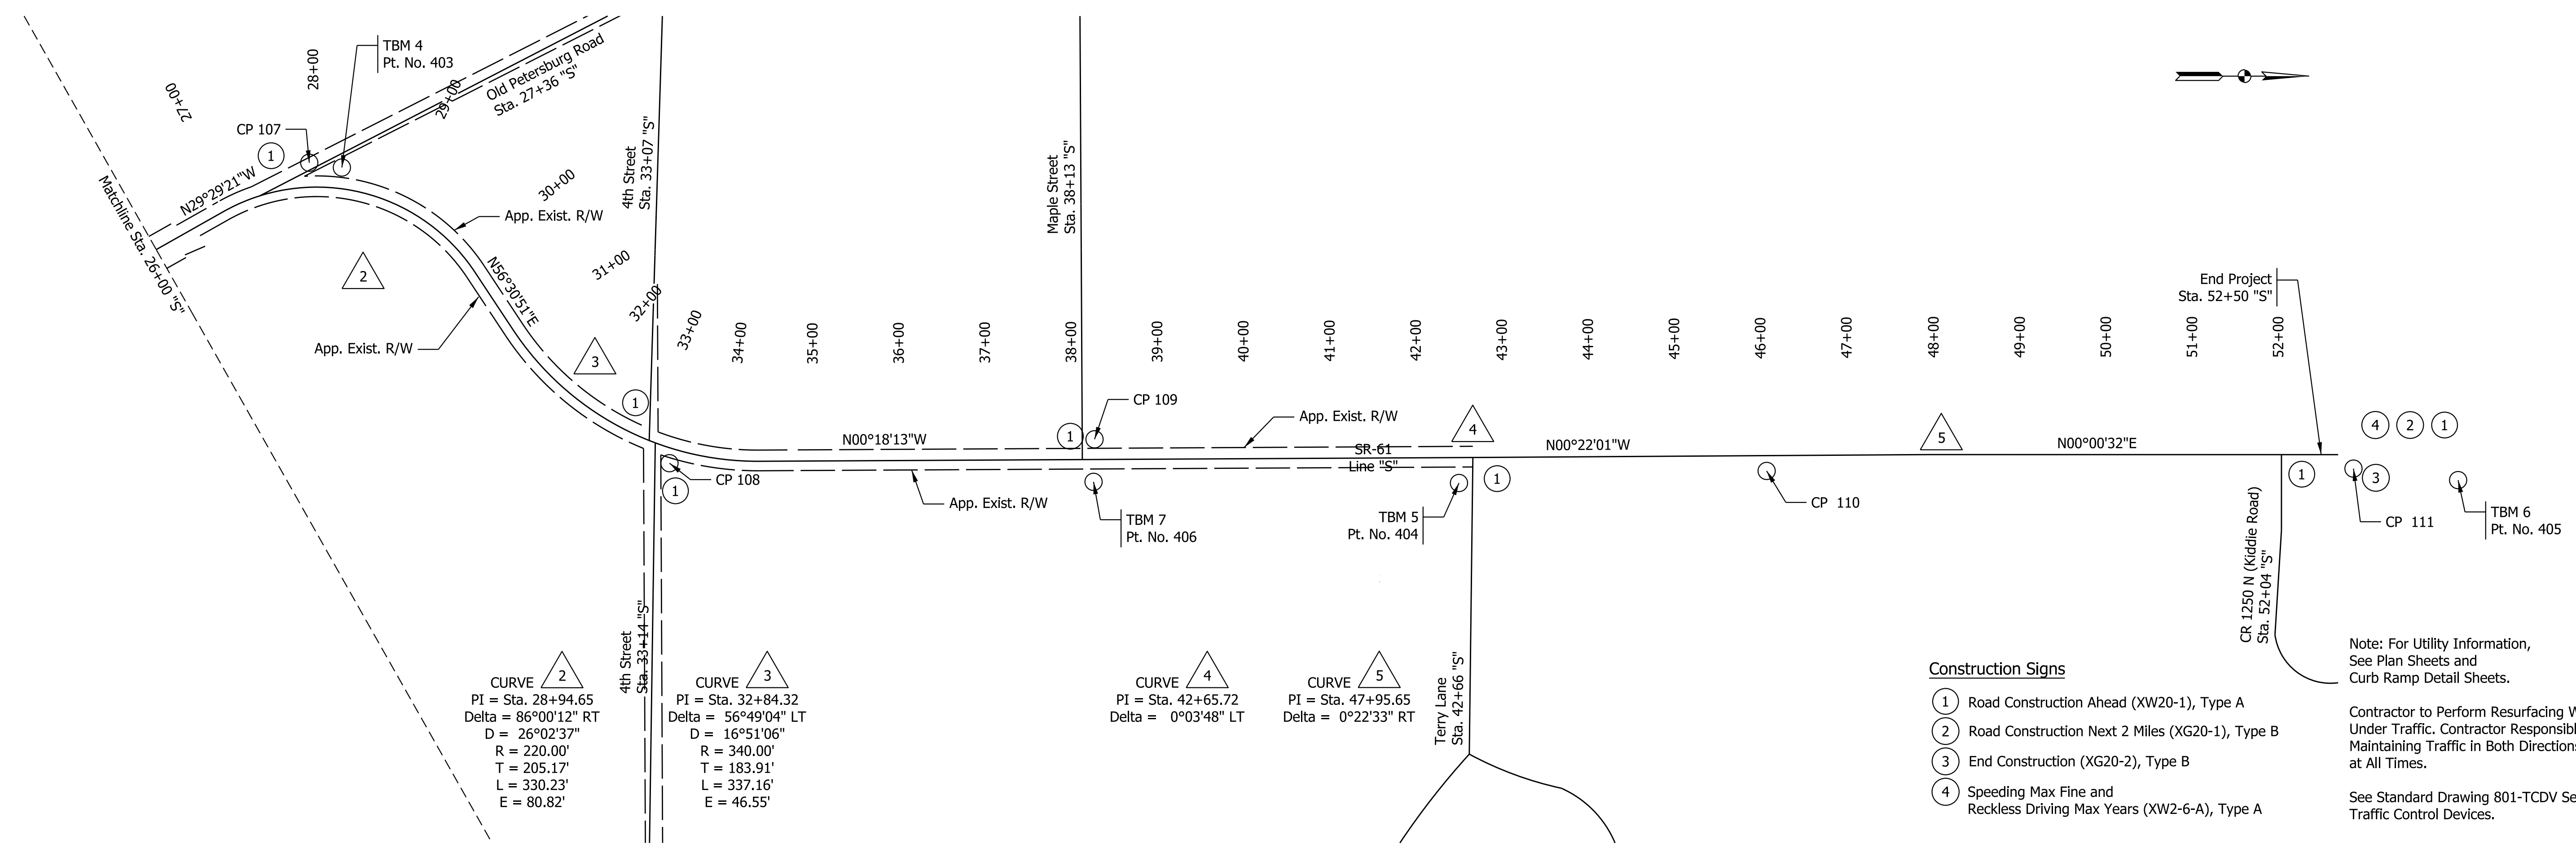 TBM 4
Pt. No. 403
27+00
28+00
29+00
Old Petersburg Road
Sta. 27+36 "S"
CP 107
1
N29°29'21"W
Matchline Sta. 26+00 "S"
2
App. Exist. R/W
30+00
31+00
32+00
33+00
4th Street
Sta. 33+07 "S"
N56°30'51"E
App. Exist. R/W
3
1
1
CP 108
34+00
35+00
36+00
37+00
38+00
39+00
40+00
41+00
42+00
43+00
44+00
45+00
46+00
47+00
48+00
49+00
50+00
51+00
52+00
Maple Street
Sta. 38+13 "S"
CP 109
1
N00°18'13"W
App. Exist. R/W
App. Exist. R/W
SR-61
Line "S"
4
N00°22'01"W
5
N00°00'32"E
End Project
Sta. 52+50 "S"
4
2
1
TBM 7
Pt. No. 406
TBM 5
Pt. No. 404
1
CP 110
1
3
CP 111
TBM 6
Pt. No. 405
CR 1250 N (Kiddie Road)
Sta. 52+04 "S"
4th Street
Sta. 33+14 "S"
Terry Lane
Sta. 42+66 "S"
CURVE 2
PI = Sta. 28+94.65
Delta = 86°00'12" RT
D = 26°02'37"
R = 220.00'
T = 205.17'
L = 330.23'
E = 80.82'
CURVE 3
PI = Sta. 32+84.32
Delta = 56°49'04" LT
D = 16°51'06"
R = 340.00'
T = 183.91'
L = 337.16'
E = 46.55'
CURVE 4
PI = Sta. 42+65.72
Delta = 0°03'48" LT
CURVE 5
PI = Sta. 47+95.65
Delta = 0°22'33" RT
Construction Signs
1 Road Construction Ahead (XW20-1), Type A
2 Road Construction Next 2 Miles (XG20-1), Type B
3 End Construction (XG20-2), Type B
4 Speeding Max Fine and
Reckless Driving Max Years (XW2-6-A), Type A
Note: For Utility Information,
See Plan Sheets and
Curb Ramp Detail Sheets.
Contractor to Perform Resurfacing
Under Traffic. Contractor
Maintaining Traffic in Both
at All Times.
See Standard Drawing 801-TCDV
Traffic Control Devices.